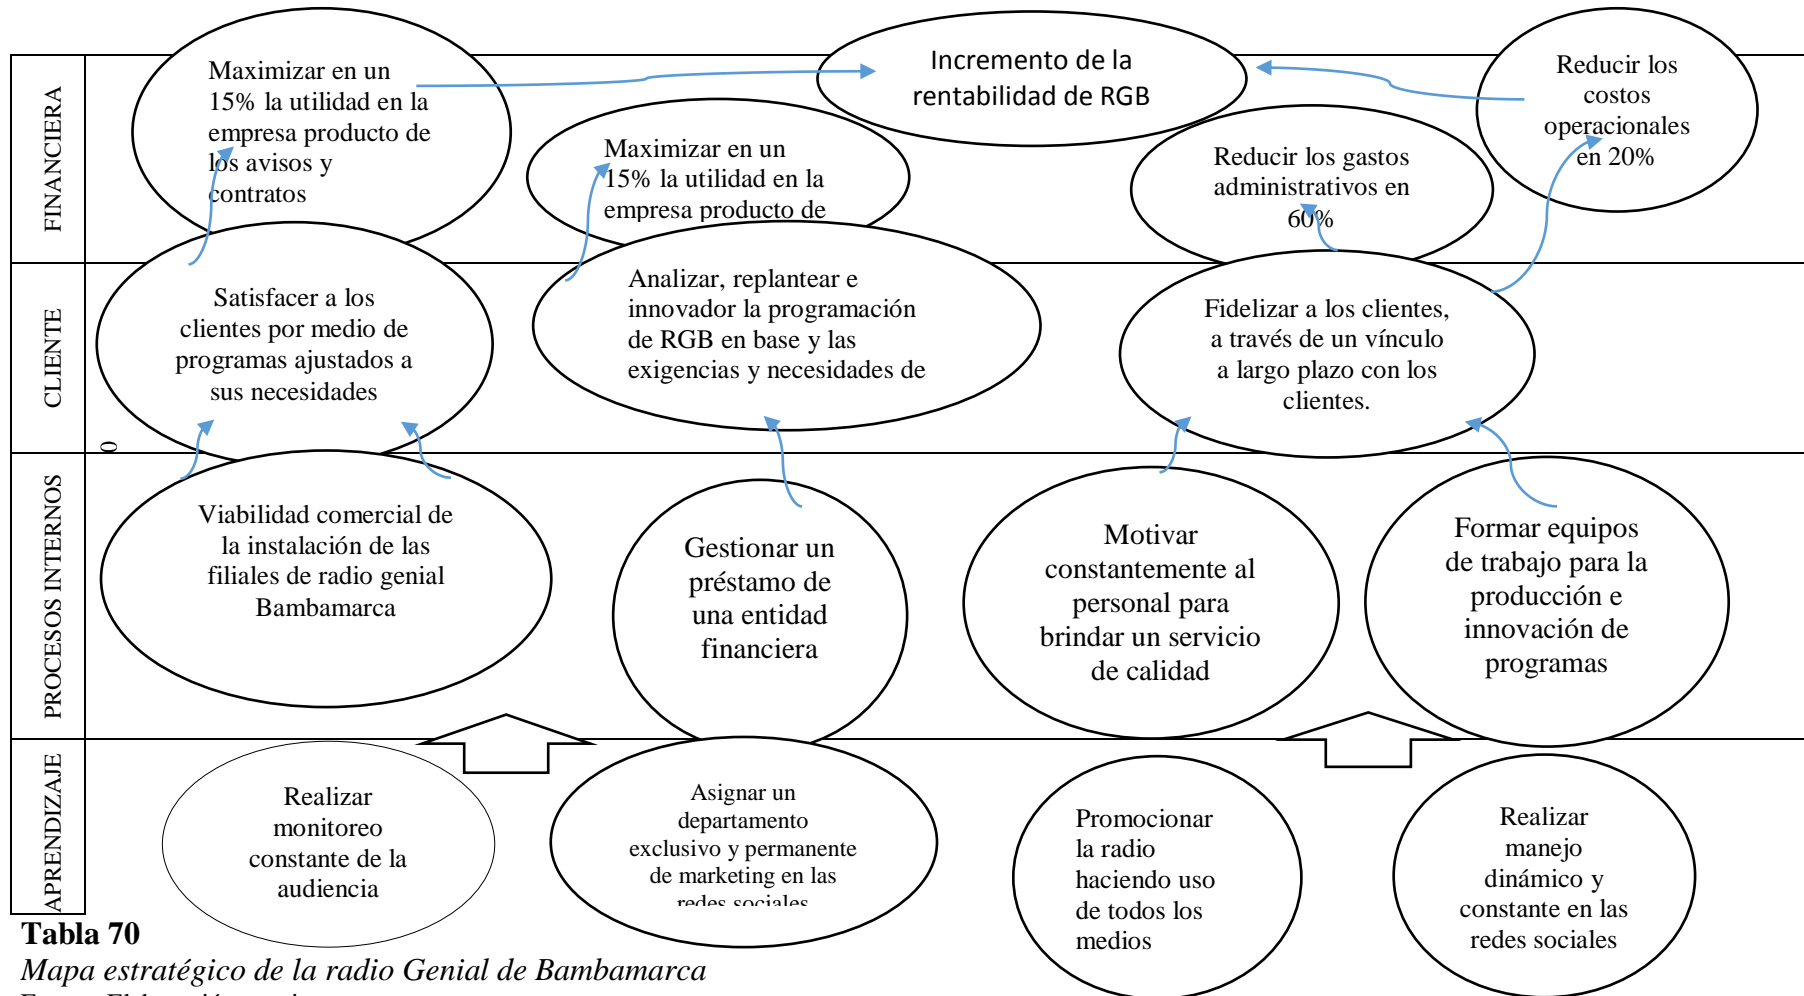 FINANCIERA
Maximizar en un
15% la utilidad en la
empresa producto de
los avisos y
contratos
Incremento de la
rentabilidad de RGB
Reducir los
costos
operacionales
en 20%
Maximizar en un
15% la utilidad en la
empresa producto de
Reducir los gastos
administrativos en
60%
CLIENTE
Satisfacer a los
clientes por medio de
programas ajustados a
sus necesidades
Analizar, replantear e
innovador la programación
de RGB en base y las
exigencias y necesidades de
Fidelizar a los clientes,
a través de un vínculo
a largo plazo con los
clientes.
0
PROCESOS INTERNOS
Viabilidad comercial de
la instalación de las
filiales de radio genial
Bambamarca
Gestionar un
préstamo de
una entidad
financiera
Motivar
constantemente al
personal para
brindar un servicio
de calidad
Formar equipos
de trabajo para la
producción e
innovación de
programas
APRENDIZAJE
Realizar
monitoreo
constante de la
audiencia
Asignar un
departamento
exclusivo y permanente
de marketing en las
redes sociales
Promocionar
la radio
haciendo uso
de todos los
medios
Realizar
manejo
dinámico y
constante en las
redes sociales
Tabla 70
Mapa estratégico de la radio Genial de Bambamarca